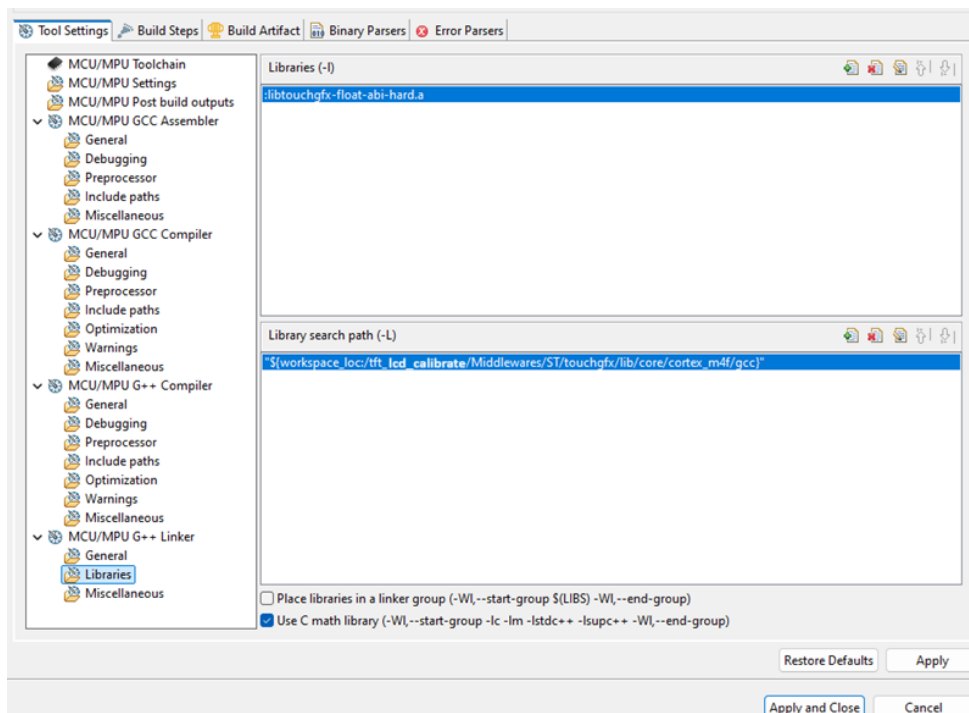 Tool Settings Build Steps Build Artifact Binary Parsers Error Parsers
MCU/MPU Toolchain
MCU/MPU Settings
MCU/MPU Post build outputs
MCU/MPU GCC Assembler
General
Debugging
Preprocessor
Include paths
Miscellaneous
MCU/MPU GCC Compiler
General
Debugging
Preprocessor
Include paths
Optimization
Warnings
Miscellaneous
MCU/MPU G++ Compiler
General
Debugging
Preprocessor
Include paths
Optimization
Warnings
Miscellaneous
MCU/MPU G++ Linker
General
Libraries
Miscellaneous
Libraries (-l)
:libtouchgfx-float-abi-hard.a
Library search path (-L)
"${workspace_loc:/tft_lcd_calibrate/Middlewares/ST/touchgfx/lib/core/cortex_m4f/gcc}"
Place libraries in a linker group (-Wl,--start-group $(LIBS) -Wl,--end-group)
Use C math library (-Wl,--start-group -lc -lm -lstdc++ -lsupc++ -Wl,--end-group)
Restore Defaults Apply
Apply and Close Cancel